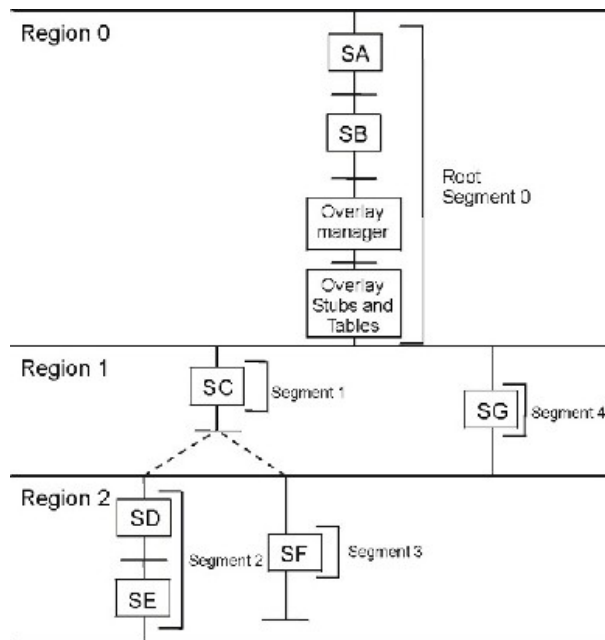 Region 0
SA
SB
Root
Segment 0
Overlay
manager
Overlay
Stubs and
Tables
Region 1
SC
Segment 1
SG
Segment 4
Region 2
SD
Segment 2
SE
SF
Segment 3